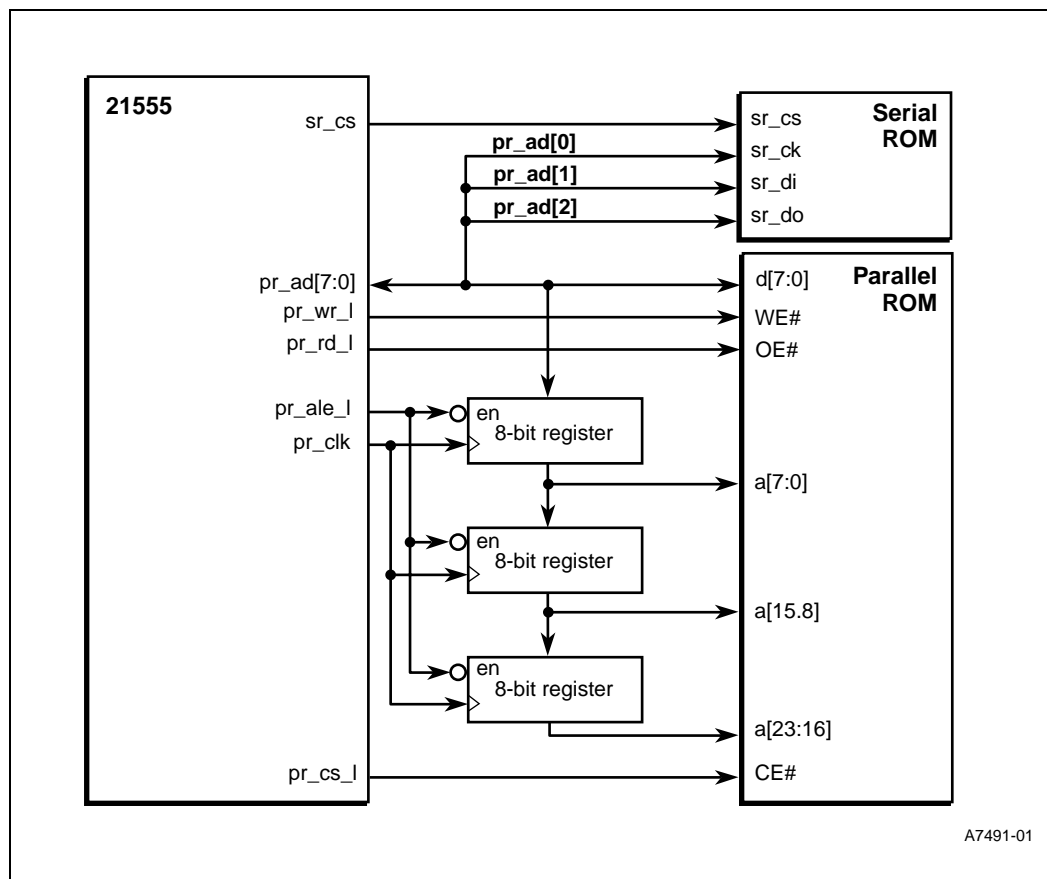 21555
sr_cs
pr_ad[7:0]
pr_wr_l
pr_rd_l
pr_ale_l
pr_clk
pr_cs_l
pr_ad[0]
pr_ad[1]
pr_ad[2]
en
8-bit register
en
8-bit register
en
8-bit register
Serial
ROM
sr_cs
sr_ck
sr_di
sr_do
Parallel
ROM
d[7:0]
WE#
OE#
a[7:0]
a[15.8]
a[23:16]
CE#
A7491-01